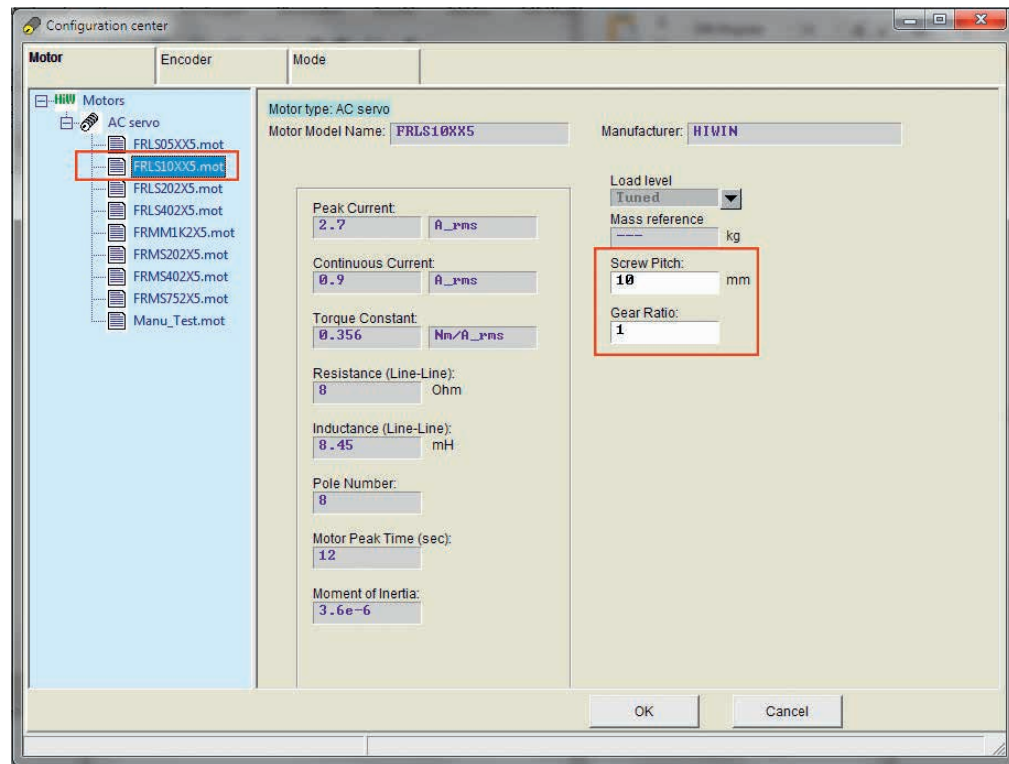 Configuration center
Motor Encoder Mode
HiW Motors
AC servo
FRLS05XX5.mot
FRLS10XX5.mot
FRLS202X5.mot
FRLS402X5.mot
FRMM1K2X5.mot
FRMS202X5.mot
FRMS402X5.mot
FRMS752X5.mot
Manu_Test.mot
Motor type: AC servo
Motor Model Name: FRLS10XX5 Manufacturer: HIWIN
Peak Current:
2.7 A_rms
Continuous Current:
0.9 A_rms
Torque Constant:
0.356 Nm/A_rms
Resistance (Line-Line):
8 Ohm
Inductance (Line-Line):
8.45 mH
Pole Number:
8
Motor Peak Time (sec):
12
Moment of Inertia:
3.6e-6
Load level
Tuned
Mass reference
--- kg
Screw Pitch:
10 mm
Gear Ratio:
1
OK Cancel